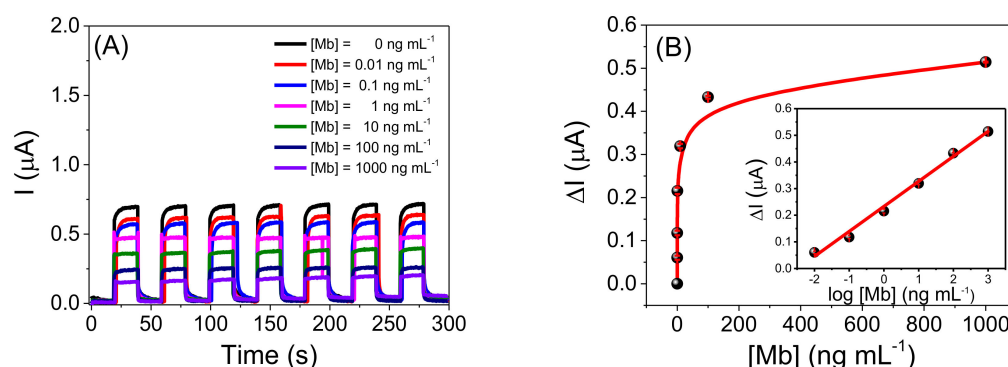 (A)
[Mb] = 0 ng mL⁻¹
[Mb] = 0.01 ng mL⁻¹
[Mb] = 0.1 ng mL⁻¹
[Mb] = 1 ng mL⁻¹
[Mb] = 10 ng mL⁻¹
[Mb] = 100 ng mL⁻¹
[Mb] = 1000 ng mL⁻¹
I (μA)
2.0
1.5
1.0
0.5
0.0
0 50 100 150 200 250 300
Time (s)
(B)
ΔI (μA)
0.6
0.5
0.4
0.3
0.2
0.1
0.0
0 200 400 600 800 1000
[Mb] (ng mL⁻¹)
ΔI (μA)
0.6
0.5
0.4
0.3
0.2
0.1
0.0
-2 -1 0 1 2 3
log [Mb] (ng mL⁻¹)